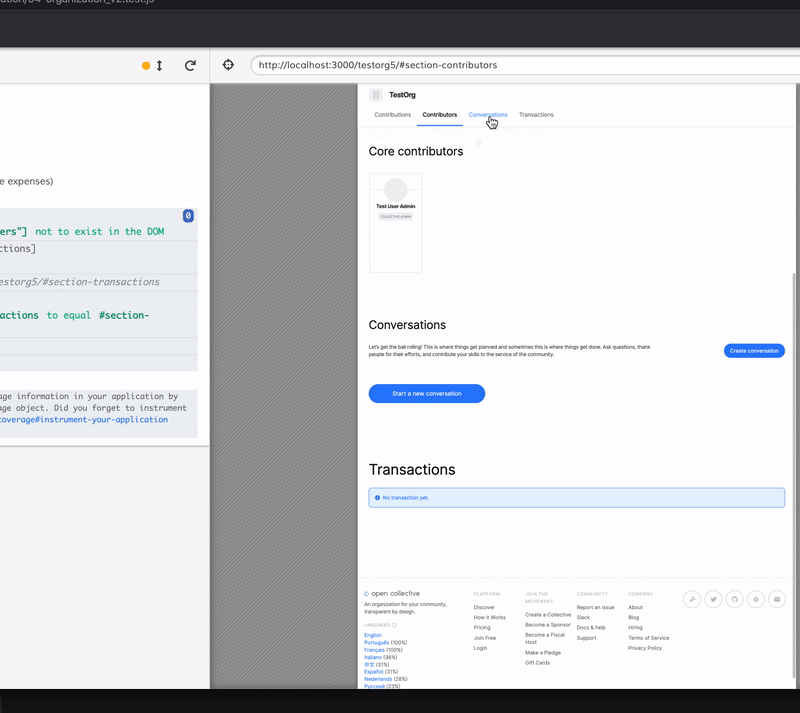 ation/04-organization_v2.test.js
http://localhost:3000/testorg5/#section-contributors
e expenses)
0
ers"] not to exist in the DOM
ctions]
estorg5/#section-transactions
actions to equal #section-
age information in your application by
age object. Did you forget to instrument
coverage#instrument-your-application
TestOrg
Contributions Contributors Conversations Transactions
Core contributors
Test User Admin
COLLECTIVE ADMIN
Conversations
Let's get the ball rolling! This is where things get planned and sometimes this is where things get done. Ask questions, thank
people for their efforts, and contribute your skills to the service of the community.
Create conversation
Start a new conversation
Transactions
No transaction yet.
open collective
An organization for your community,
transparent by design.
LANGUAGES
English
Português (100%)
Français (100%)
Italiano (36%)
中文 (31%)
Español (31%)
Nederlands (28%)
Русский (23%)
PLATFORM
Discover
How it Works
Pricing
Join Free
Login
JOIN THE
MOVEMENT
Create a Collective
Become a Sponsor
Become a Fiscal
Host
Make a Pledge
Gift Cards
COMMUNITY
Report an issue
Slack
Docs & help
Support
COMPANY
About
Blog
Hiring
Terms of Service
Privacy Policy